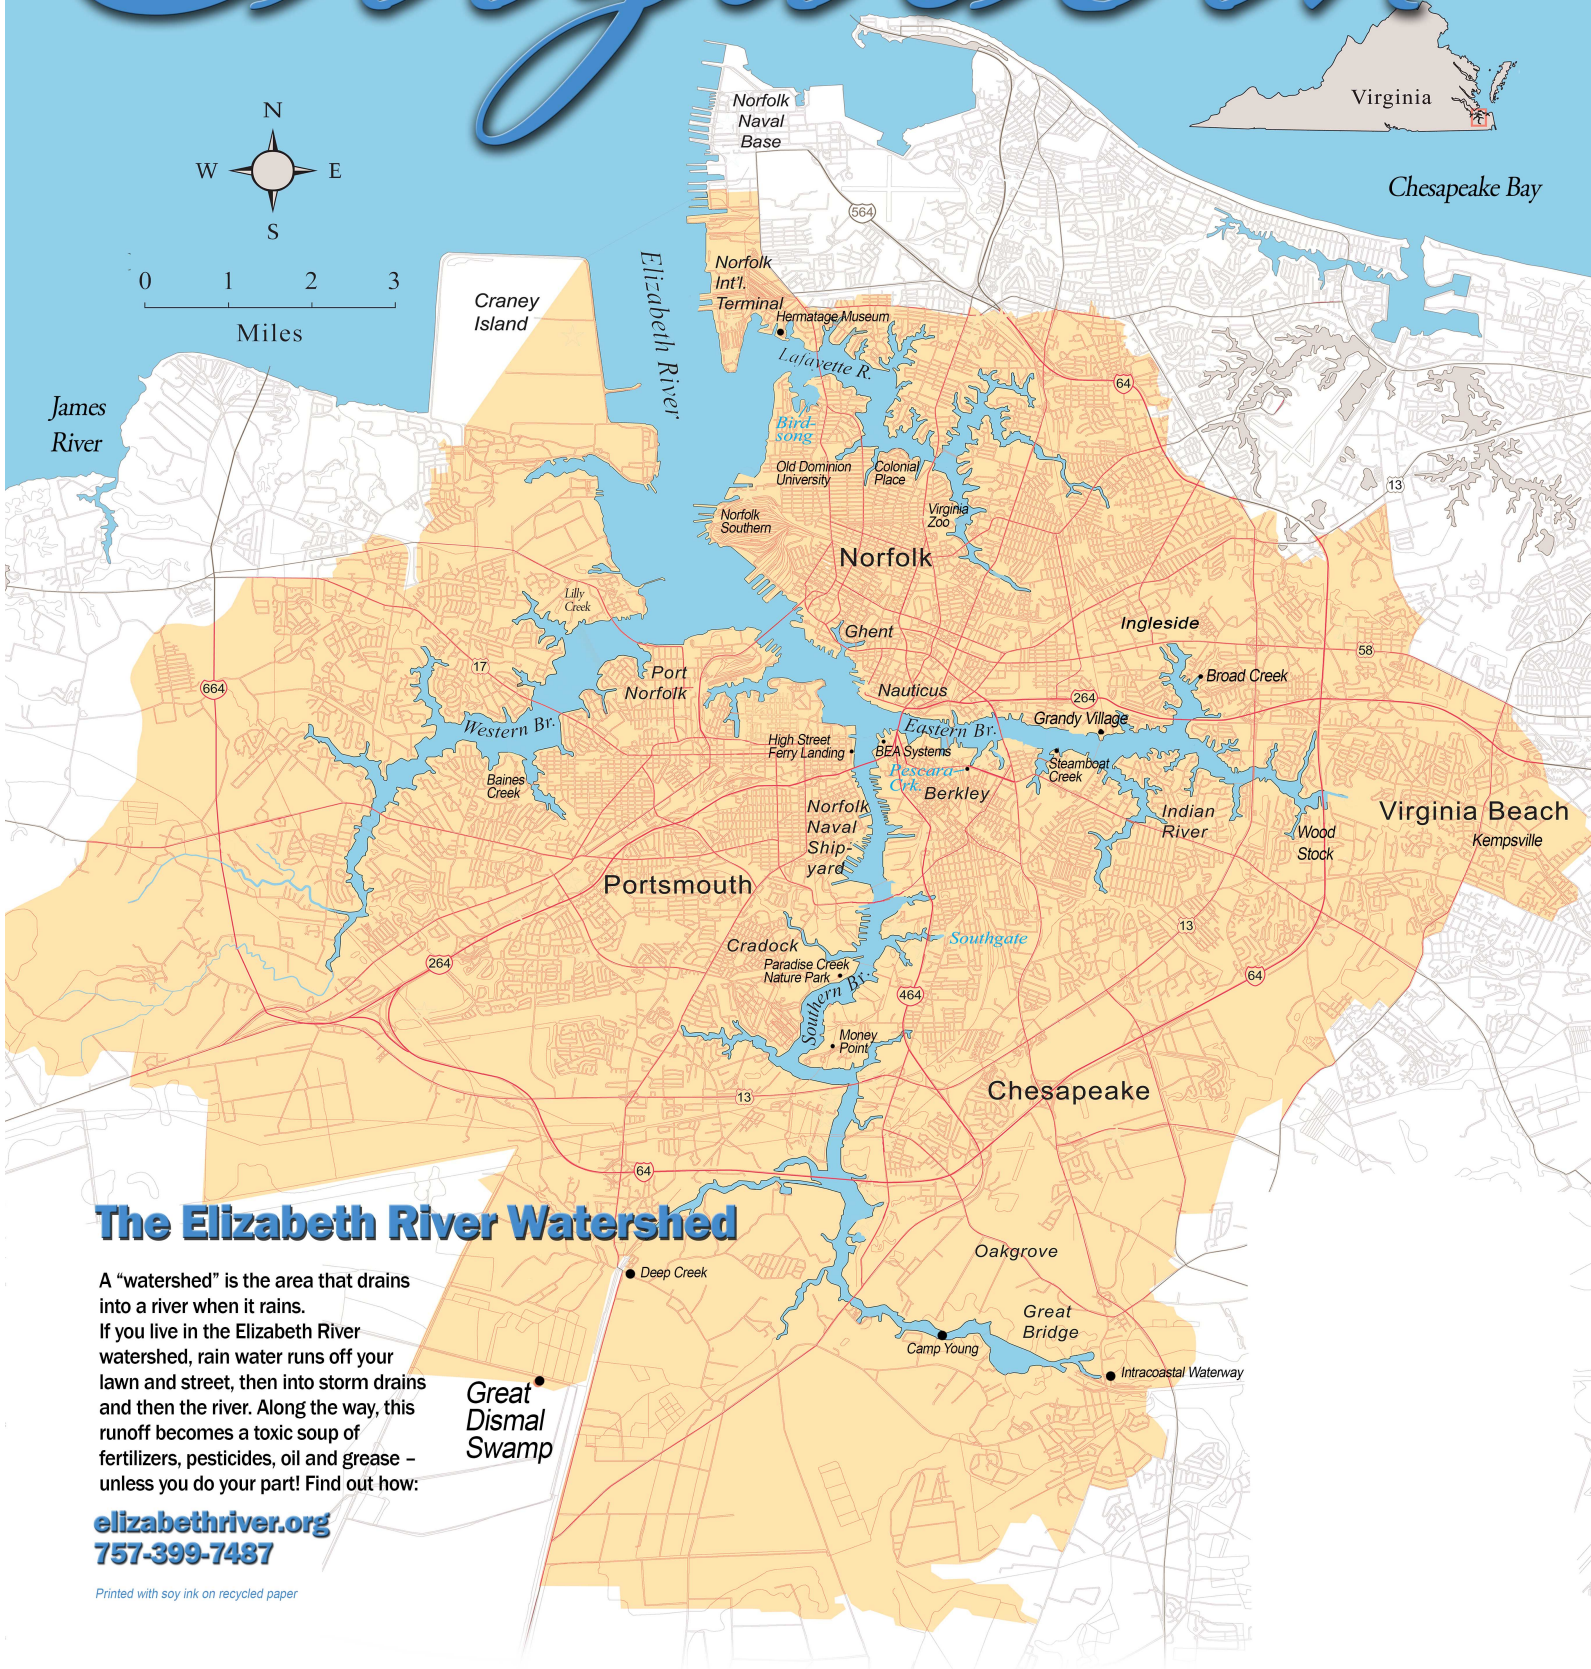 Virginia
Chesapeake Bay
N
W
E
S
0 1 2 3
Miles
James
River
Craney
Island
Elizabeth River
Norfolk
Naval
Base
564
Norfolk
Int'l.
Terminal
Hermatage Museum
Lafayette R.
64
Bird-
song
Old Dominion
University
Colonial
Place
13
Norfolk
Southern
Virginia
Zoo
Norfolk
Lilly
Creek
Ghent
Ingleside
58
17
664
Port
Norfolk
Nauticus
264
Broad Creek
Western Br.
Eastern Br.
Grandy Village
High Street
Ferry Landing
BEA Systems
Steamboat
Creek
Pescara
Crk.
Berkley
Baines
Creek
Norfolk
Naval
Ship-
yard
Indian
River
Wood
Stock
Virginia Beach
Kempsville
Portsmouth
13
Cradock
Southgate
Paradise Creek
Nature Park
264
464
64
Southern Br.
Money
Point
13
Chesapeake
64
The Elizabeth River Watershed
A “watershed” is the area that drains
into a river when it rains.
If you live in the Elizabeth River
watershed, rain water runs off your
lawn and street, then into storm drains
and then the river. Along the way, this
runoff becomes a toxic soup of
fertilizers, pesticides, oil and grease –
unless you do your part! Find out how:
elizabethriver.org
757-399-7487
Printed with soy ink on recycled paper
Deep Creek
Oakgrove
Great
Bridge
Camp Young
Intracoastal Waterway
Great
Dismal
Swamp